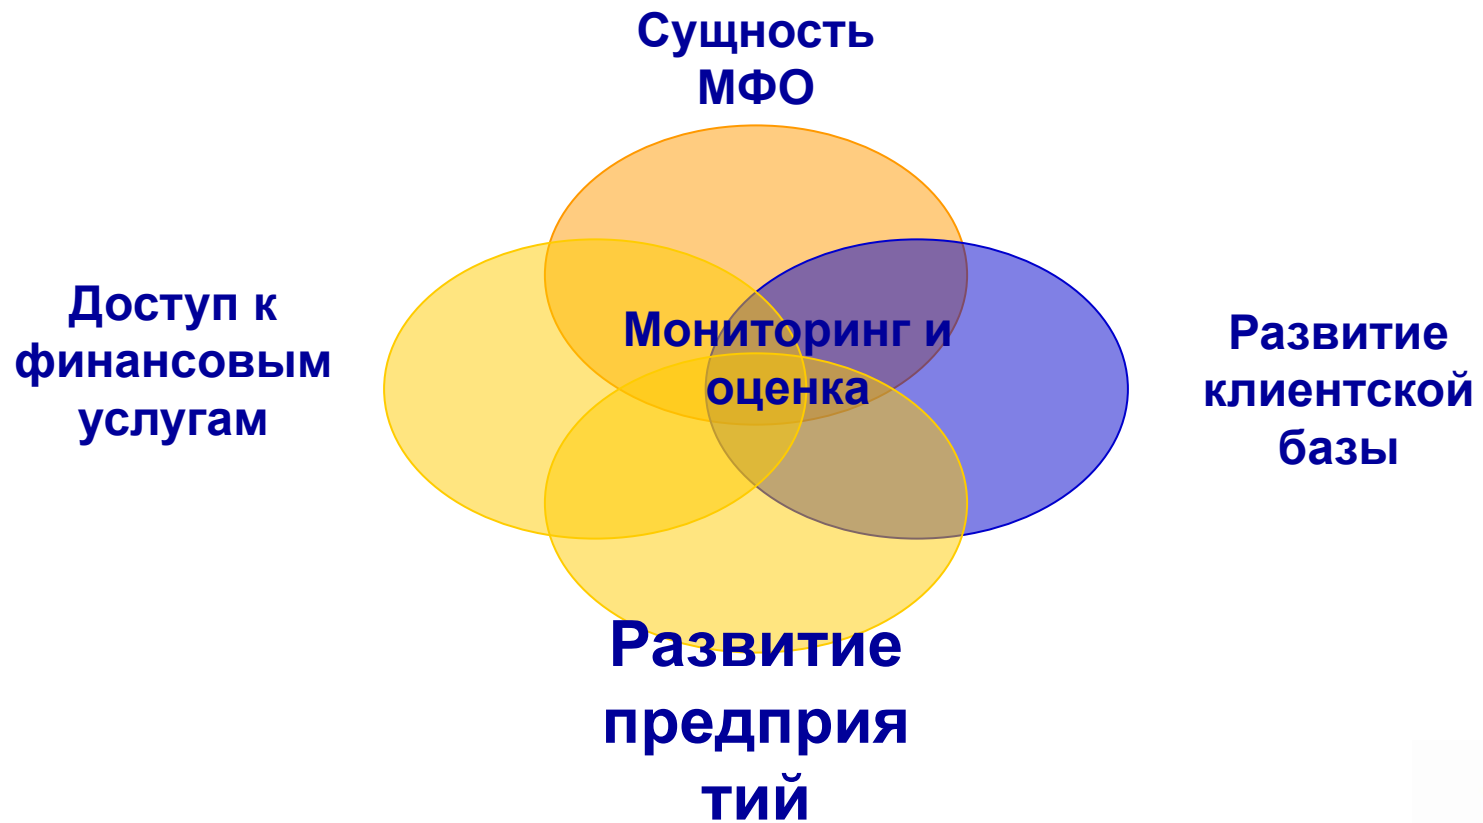 Сущность
МФО
Доступ к
финансовым
услугам
Мониторинг и
оценка
Развитие
клиентской
базы
Развитие
предприя
тий